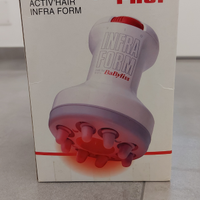 ACTIV'HAIR
INFRA FORM
INFRA
FORM
BaByliss